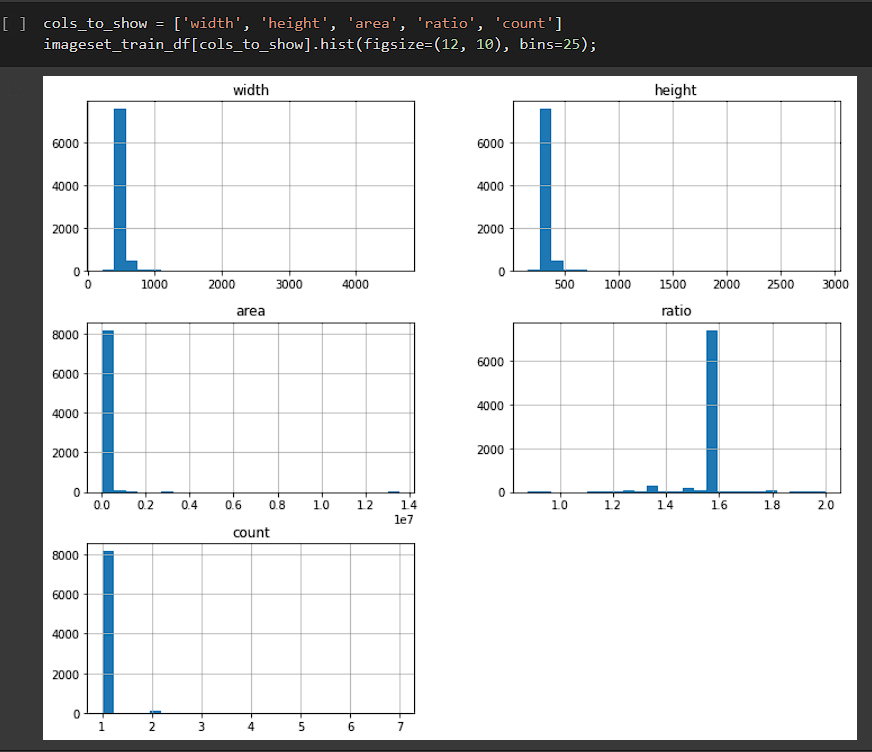 [ ] cols_to_show = ['width', 'height', 'area', 'ratio', 'count']
imageset_train_df[cols_to_show].hist(figsize=(12, 10), bins=25);
width
6000
4000
2000
0
0 1000 2000 3000 4000
height
6000
4000
2000
0
500 1000 1500 2000 2500 3000
area
8000
6000
4000
2000
0
0.0 0.2 0.4 0.6 0.8 1.0 1.2 1.4
1e7
ratio
6000
4000
2000
0
1.0 1.2 1.4 1.6 1.8 2.0
count
8000
6000
4000
2000
0
1 2 3 4 5 6 7